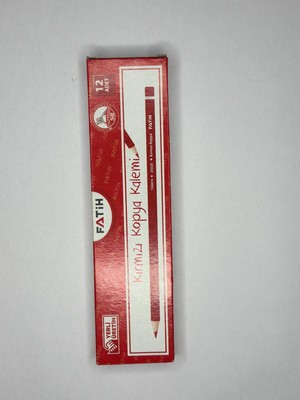 12
ADET
FATİH
Kırmızı Kopya Kalemi
FATİH
YERLİ
ÜRETİM